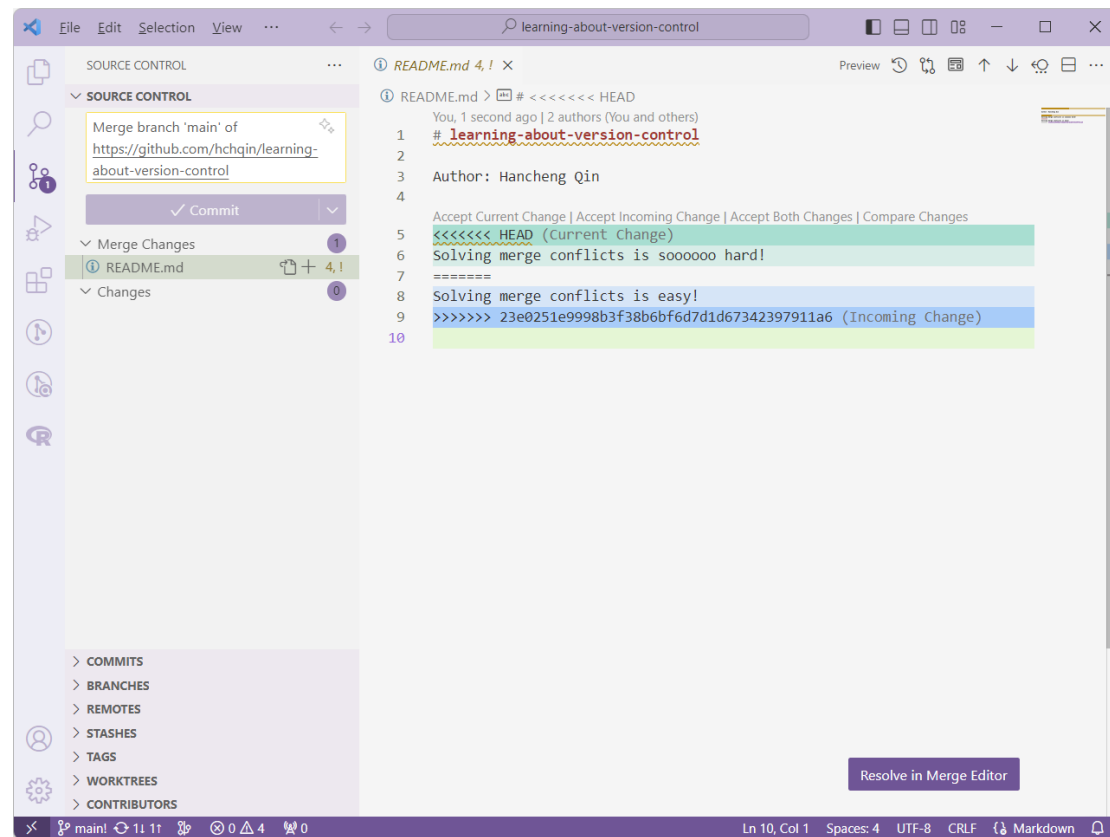 File Edit Selection View ··· learning-about-version-control
SOURCE CONTROL ···
SOURCE CONTROL
Merge branch 'main' of
https://github.com/hchqin/learning-
about-version-control
Commit
Merge Changes 1
README.md 4, !
Changes 0
COMMITS
BRANCHES
REMOTES
STASHES
TAGS
WORKTREES
CONTRIBUTORS
README.md 4, !
Preview
README.md > # <<<<<<< HEAD
You, 1 second ago | 2 authors (You and others)
1 # learning-about-version-control
2
3 Author: Hancheng Qin
4
Accept Current Change | Accept Incoming Change | Accept Both Changes | Compare Changes
5 <<<<<<< HEAD (Current Change)
6 Solving merge conflicts is soooooo hard!
7 =======
8 Solving merge conflicts is easy!
9 >>>>>>> 23e0251e9998b3f38b6bf6d7d1d67342397911a6 (Incoming Change)
10
Resolve in Merge Editor
main! 1↓ 1↑ 0 4 0 Ln 10, Col 1 Spaces: 4 UTF-8 CRLF Markdown